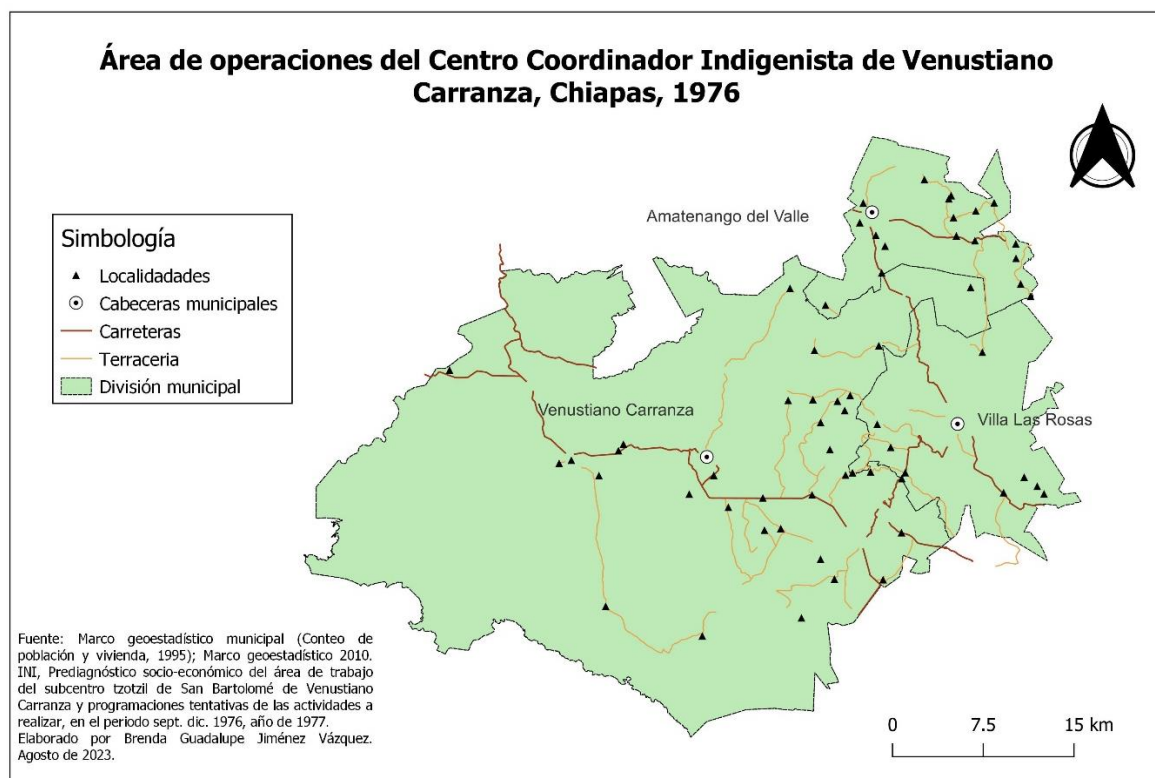 Área de operaciones del Centro Coordinador Indigenista de Venustiano
Carranza, Chiapas, 1976
Amatenango del Valle
Simbología
Localidadades
Cabeceras municipales
Carreteras
Terraceria
División municipal
Venustiano Carranza
Villa Las Rosas
Fuente: Marco geoestadístico municipal (Conteo de
población y vivienda, 1995); Marco geoestadístico 2010.
INI, Prediagnóstico socio-económico del área de trabajo
del subcentro tzotzil de San Bartolomé de Venustiano
Carranza y programaciones tentativas de las actividades a
realizar, en el periodo sept. dic. 1976, año de 1977.
Elaborado por Brenda Guadalupe Jiménez Vázquez.
Agosto de 2023.
0 7.5 15 km